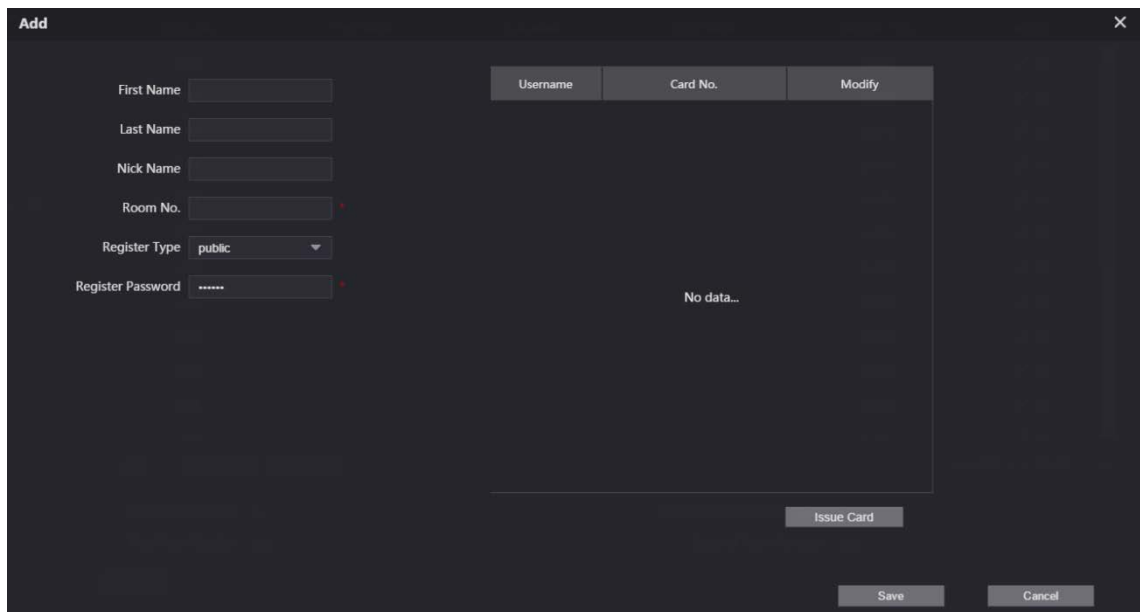 Add
First Name
Last Name
Nick Name
Room No. *
Register Type public
Register Password •••••• *
Username Card No. Modify
No data...
Issue Card
Save Cancel